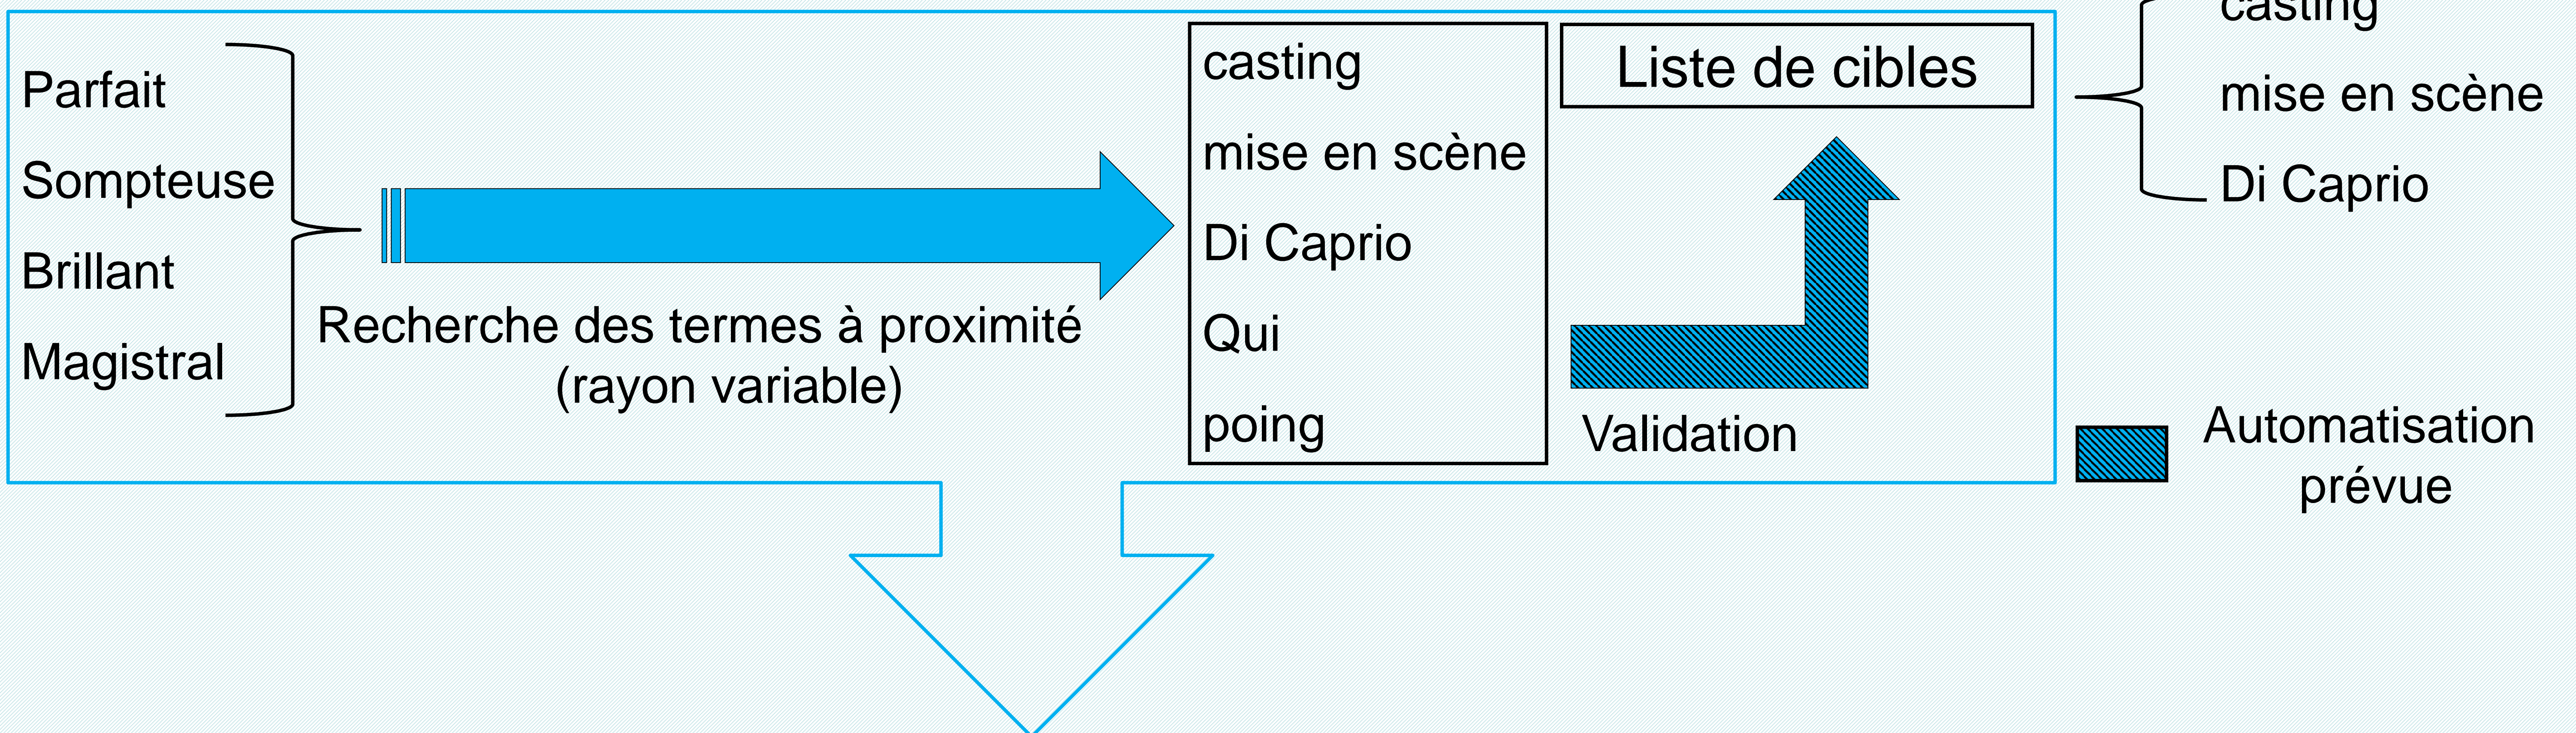 Parfait
Sompteuse
Brillant
Magistral
Recherche des termes à proximité
(rayon variable)
casting
mise en scène
Di Caprio
Qui
poing
Liste de cibles
Validation
casting
mise en scène
Di Caprio
Automatisation
prévue